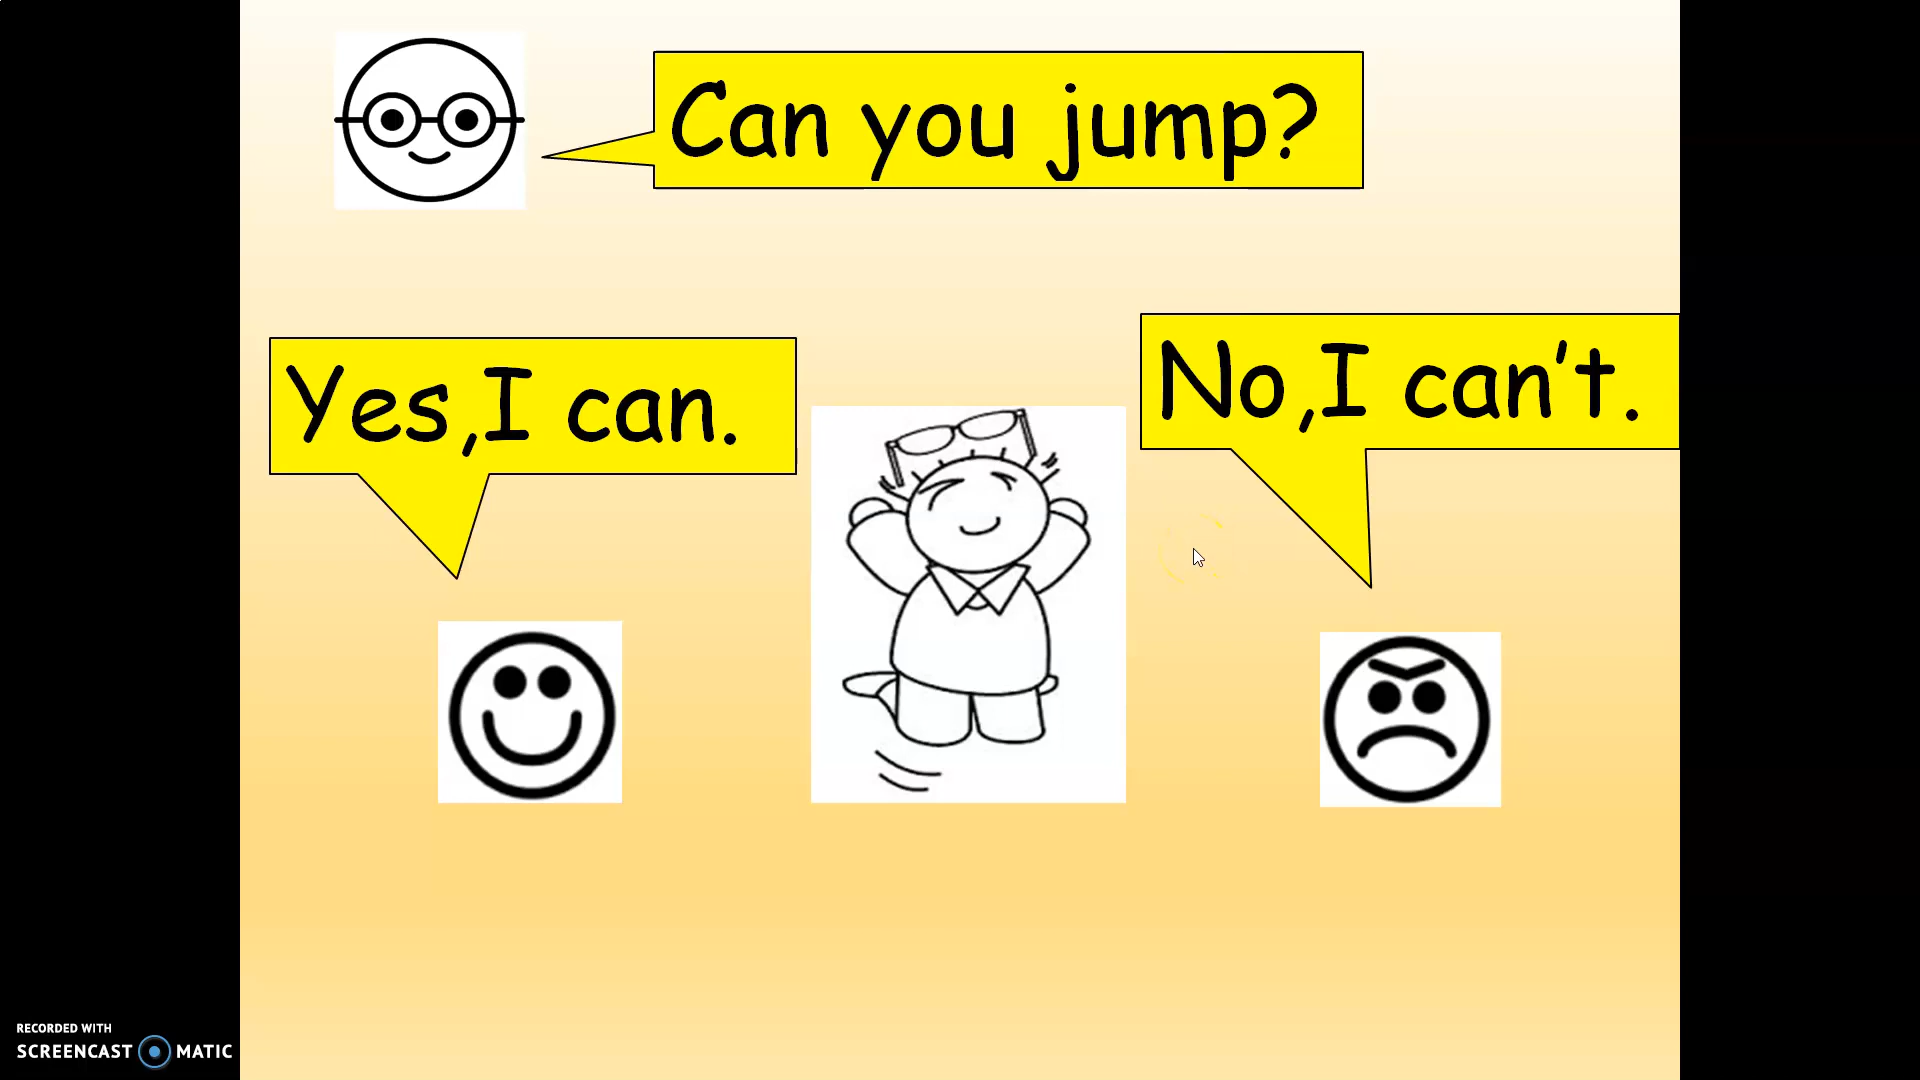 Can you jump?
Yes,I can.
No,I can't.
RECORDED WITH
SCREENCAST MATIC